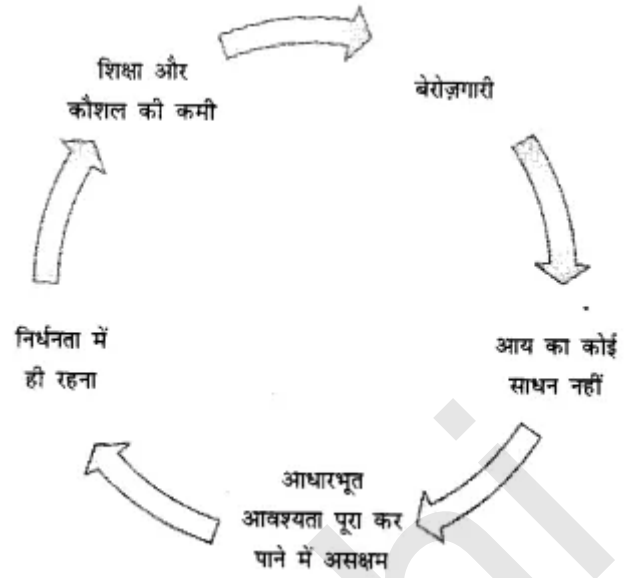 शिक्षा और
कौशल की कमी
बेरोज़गारी
आय का कोई
साधन नहीं
आधारभूत
आवश्यता पूरा कर
पाने में असक्षम
निर्धनता में
ही रहना